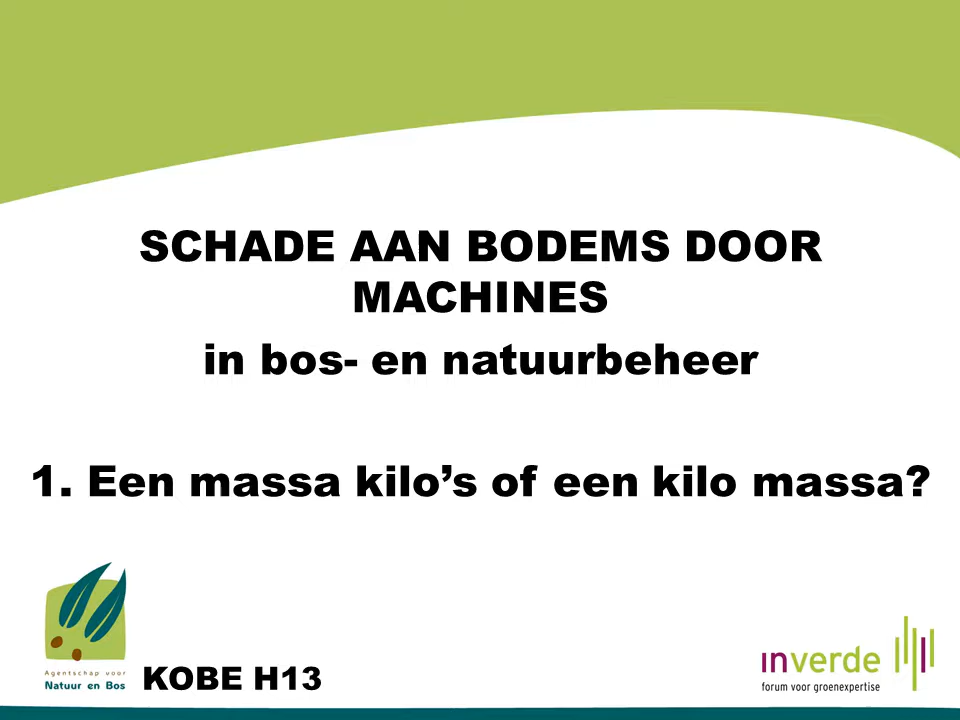 SCHADE AAN BODEMS DOOR
MACHINES
in bos- en natuurbeheer
1. Een massa kilo’s of een kilo massa?
Agentschap voor
Natuur en Bos
KOBE H13
inverde
forum voor groenexpertise